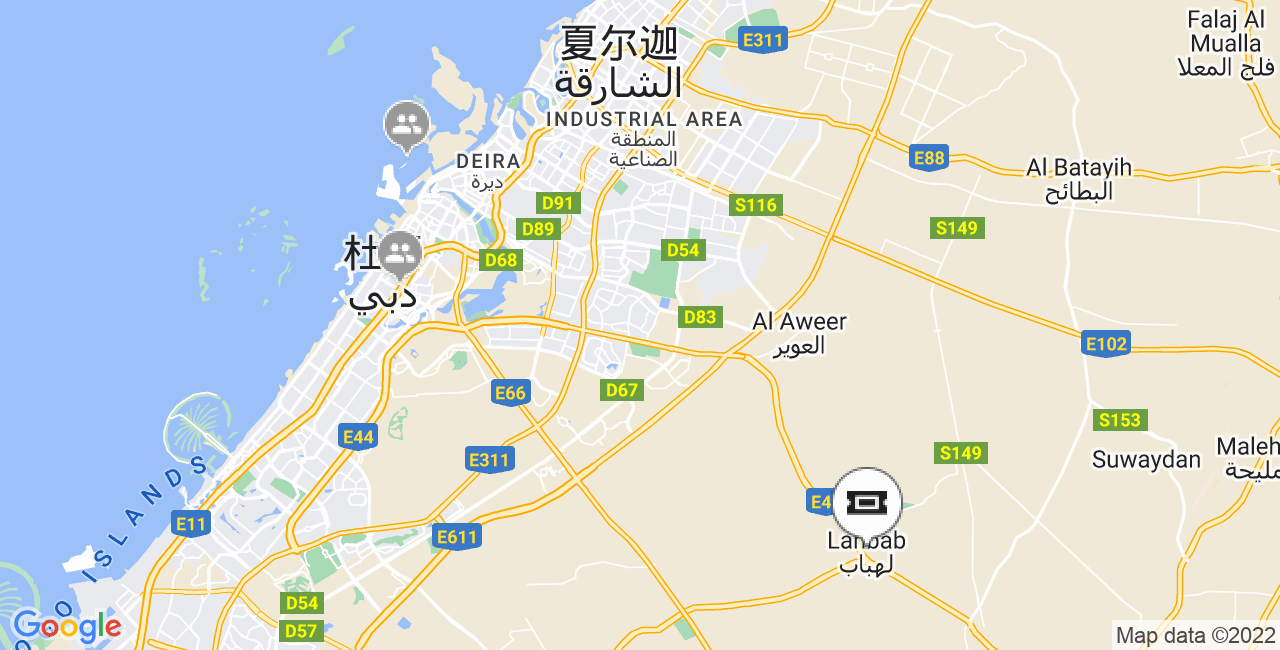 Falaj Al
Mualla
فلج المعلا
夏尔迦
الشارقة
E311
INDUSTRIAL AREA
المنطقة
الصناعية
DEIRA
ديرة
E88
Al Batayih
البطائح
D91
S116
D89
S149
D54
D68
دبي
D83
Al Aweer
العوير
E102
E66
D67
S153
E44
E311
S149
Suwaydan
مليحة
E11
E611
ISLANDS
لهباب
D54
D57
Google
Map data ©2022